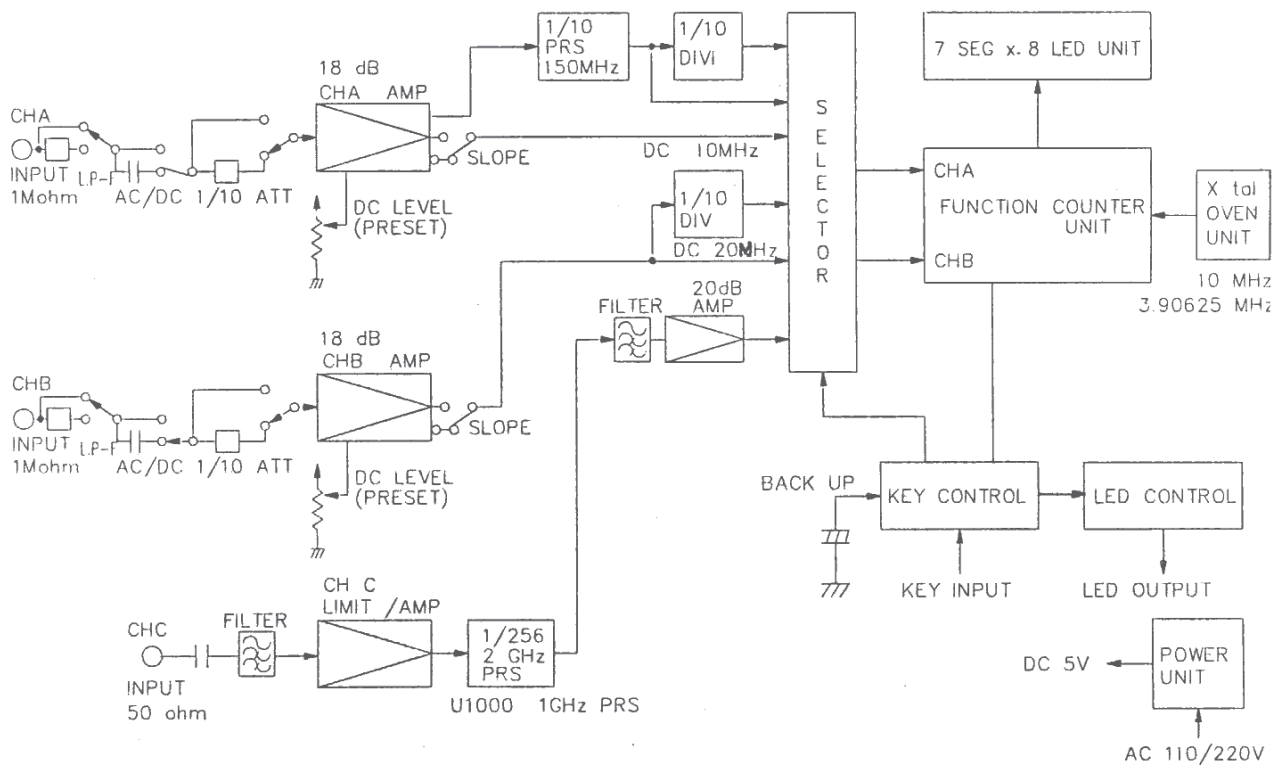 1/10
PRS
150MHz
1/10
DIVi
7 SEG x.8 LED UNIT
18 dB
CHA AMP
CHA
INPUT
1Mohm
L.P-F
AC/DC 1/10 ATT
SLOPE
DC 10MHz
DC LEVEL
(PRESET)
1/10
DIV
DC 20MHz
SELECTOR
CHA
FUNCTION COUNTER
UNIT
CHB
X tal
OVEN
UNIT
10 MHz
3.90625 MHz
FILTER
20dB
AMP
18 dB
CHB AMP
CHB
INPUT
1Mohm
L.P-F
AC/DC 1/10 ATT
SLOPE
DC LEVEL
(PRESET)
BACK UP
KEY CONTROL
LED CONTROL
KEY INPUT
LED OUTPUT
CH C
LIMIT /AMP
FILTER
CHC
INPUT
50 ohm
1/256
2 GHz
PRS
U1000 1GHz PRS
DC 5V
POWER
UNIT
AC 110/220V